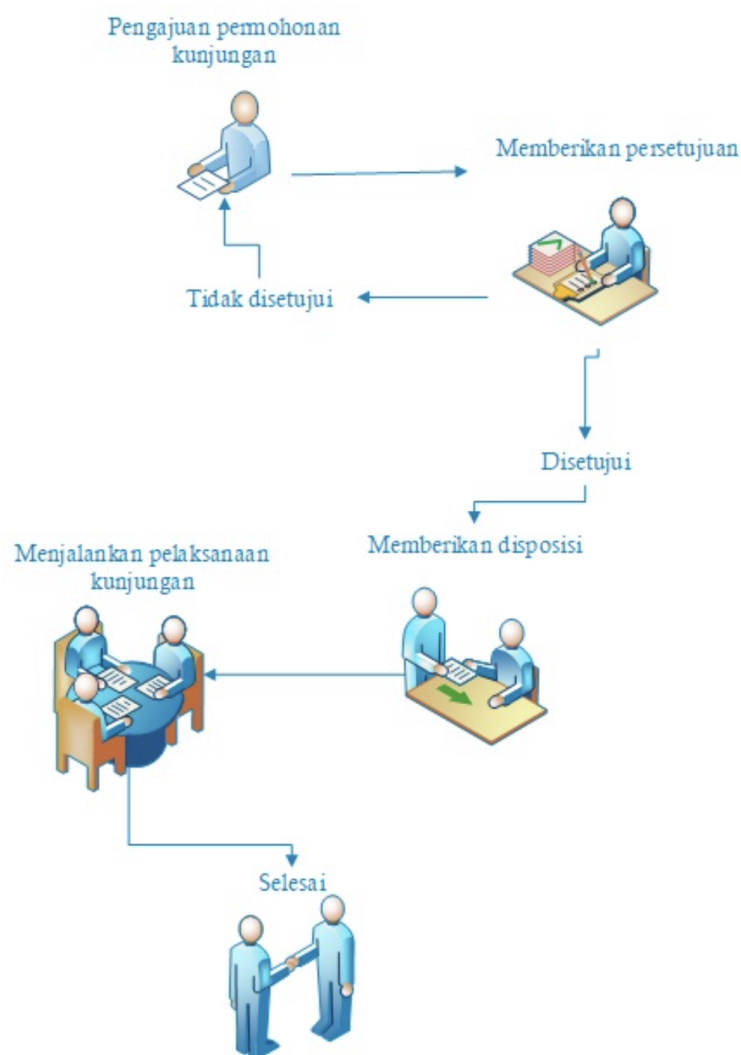 Pengajuan permohonan
kunjungan
Memberikan persetujuan
Tidak disetujui
Disetujui
Memberikan disposisi
Menjalankan pelaksanaan
kunjungan
Selesai